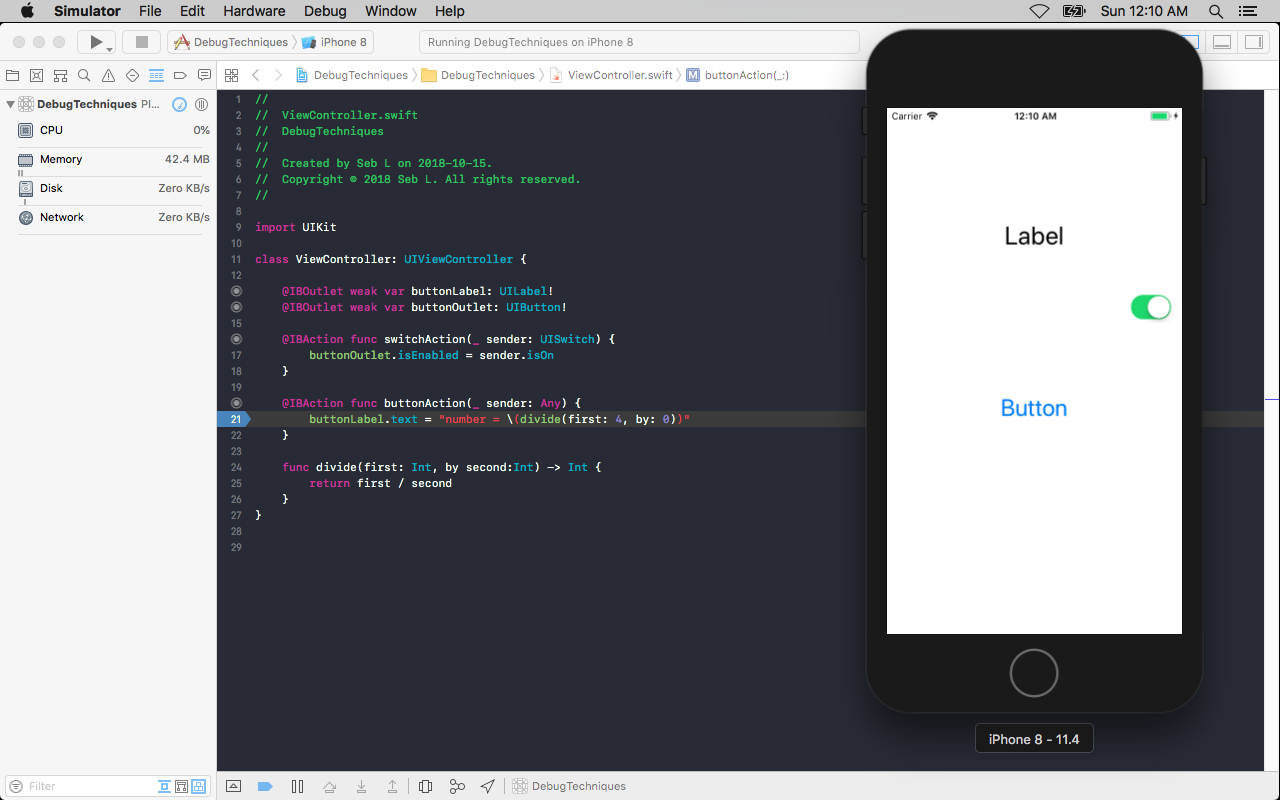 Simulator File Edit Hardware Debug Window Help Sun 12:10 AM
DebugTechniques iPhone 8 Running DebugTechniques on iPhone 8
DebugTechniques DebugTechniques ViewController.swift M buttonAction(_:)
DebugTechniques PI...
CPU 0%
Memory 42.4 MB
Disk Zero KB/s
Network Zero KB/s
1 //
2 //  ViewController.swift
3 //  DebugTechniques
4 //
5 //  Created by Seb L on 2018-10-15.
6 //  Copyright © 2018 Seb L. All rights reserved.
7 //
8
9 import UIKit
10
11 class ViewController: UIViewController {
12
@IBOutlet weak var buttonLabel: UILabel!
@IBOutlet weak var buttonOutlet: UIButton!
15
@IBAction func switchAction(_ sender: UISwitch) {
17 buttonOutlet.isEnabled = sender.isOn
18 }
19
@IBAction func buttonAction(_ sender: Any) {
21 buttonLabel.text = "number = \(divide(first: 4, by: 0))"
22 }
23
24 func divide(first: Int, by second:Int) -> Int {
25 return first / second
26 }
27 }
28
29
Carrier 12:10 AM
Label
Button
iPhone 8 - 11.4
Filter
DebugTechniques